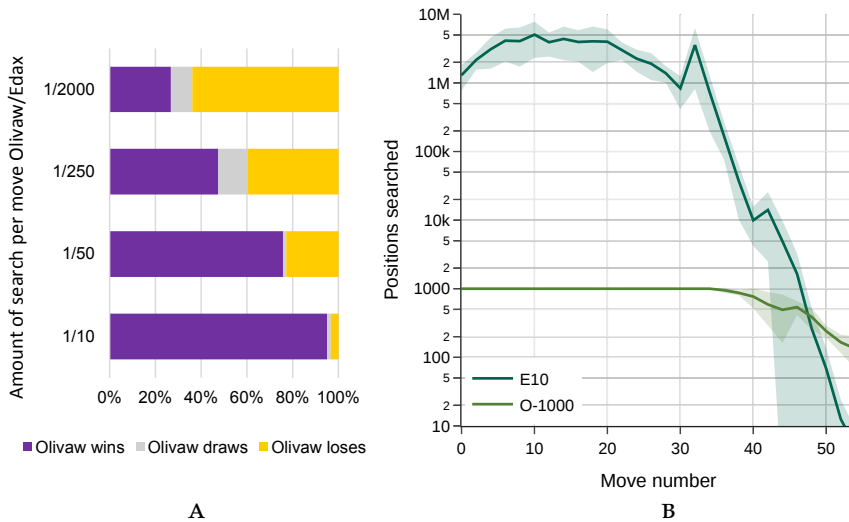 Amount of search per move Olivaw/Edax
1/2000
1/250
1/50
1/10
0% 20% 40% 60% 80% 100%
Olivaw wins Olivaw draws Olivaw loses
A
Positions searched
10M
5
2
1M
5
2
100k
5
2
10k
5
2
1000
5
2
100
5
2
10
E10
O-1000
0 10 20 30 40 50
Move number
B